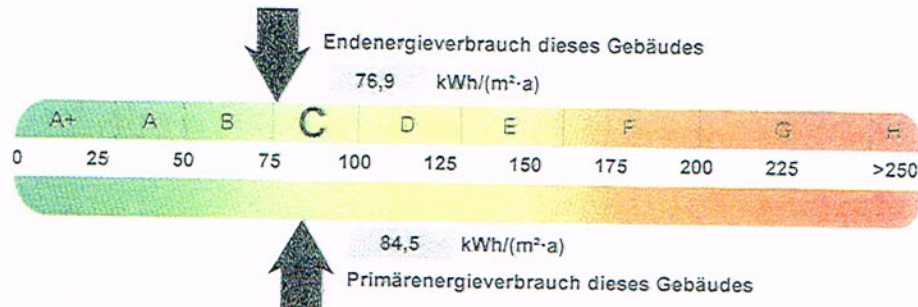 Endenergieverbrauch dieses Gebäudes
76,9 kWh/(m²·a)
A+ A B C D E F G H
0 25 50 75 100 125 150 175 200 225 >250
84,5 kWh/(m²·a)
Primärenergieverbrauch dieses Gebäudes